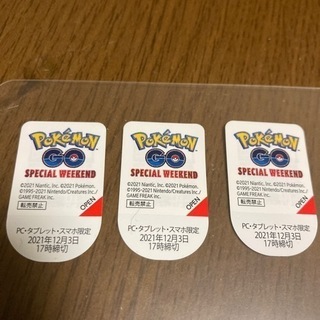 Pokémon
GO
SPECIAL WEEKEND
©2021 Niantic, Inc. ©2021 Pokémon.
©1995-2021 Nintendo/Creatures Inc./
GAME FREAK inc.
転売禁止
OPEN
PC・タブレット・スマホ限定
2021年12月3日
17時締切
Pokémon
GO
SPECIAL WEEKEND
©2021 Niantic, Inc. ©2021 Pokémon.
©1995-2021 Nintendo/Creatures Inc./
GAME FREAK inc.
転売禁止
OPEN
PC・タブレット・スマホ限定
2021年12月3日
17時締切
Pokémon
GO
SPECIAL WEEKEND
©2021 Niantic, Inc. ©2021 Pokémon.
©1995-2021 Nintendo/Creatures Inc./
GAME FREAK inc.
転売禁止
OPEN
PC・タブレット・スマホ限定
2021年12月3日
17時締切